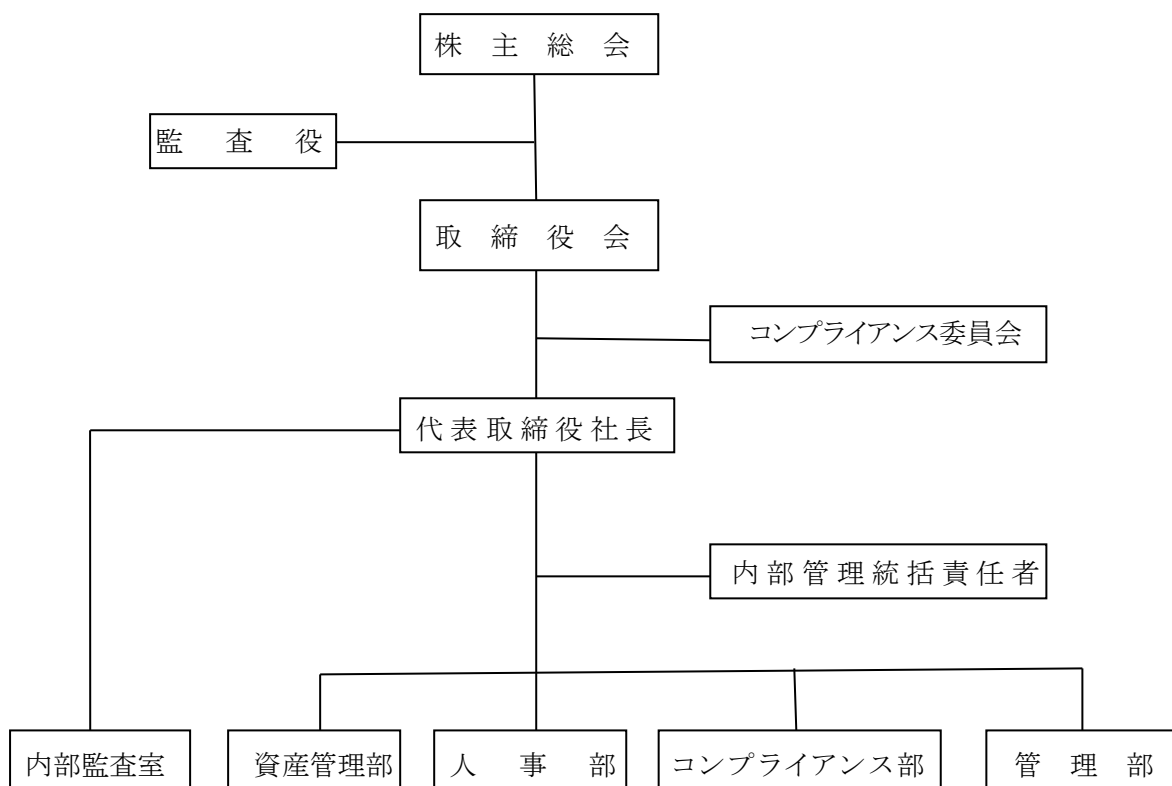 株主総会
監査役
取締役会
コンプライアンス委員会
代表取締役社長
内部管理統括責任者
内部監査室
資産管理部
人事部
コンプライアンス部
管理部